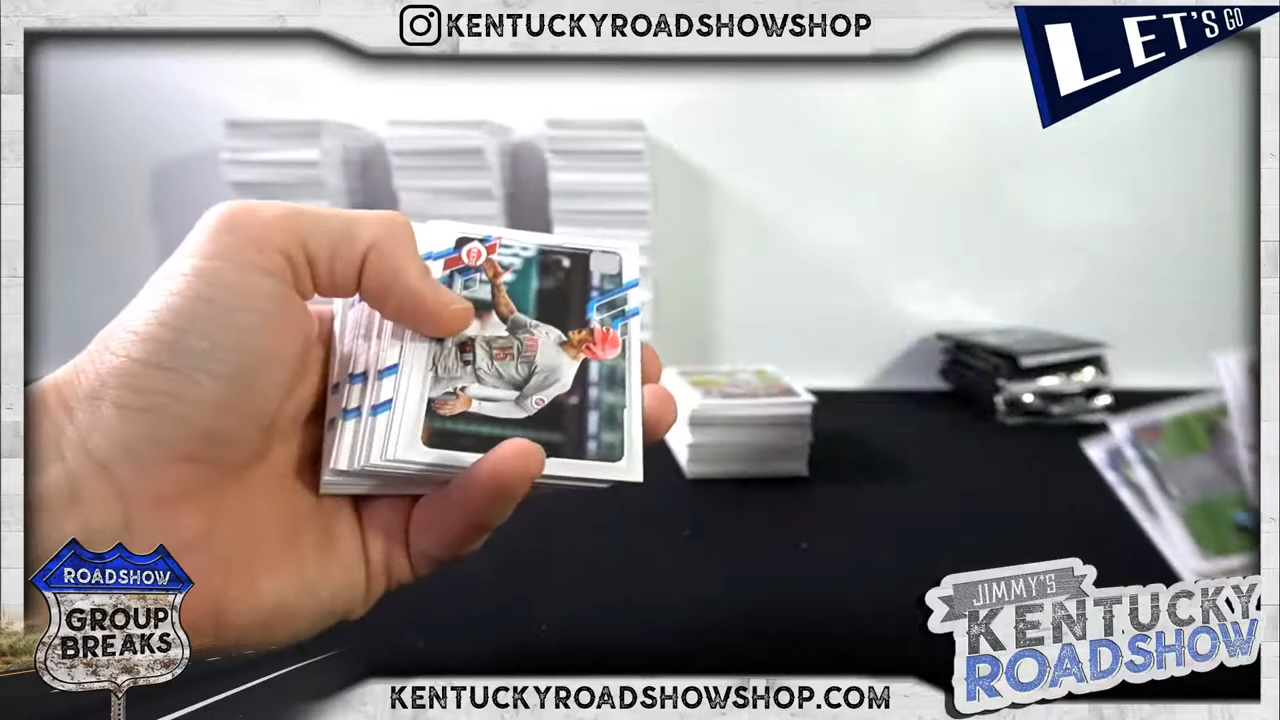 KENTUCKYROADSHOWSHOP
LET'S GO
ROADSHOW
GROUP
BREAKS
JIMMY'S
KENTUCKY
ROADSHOW
KENTUCKYROADSHOWSHOP.COM